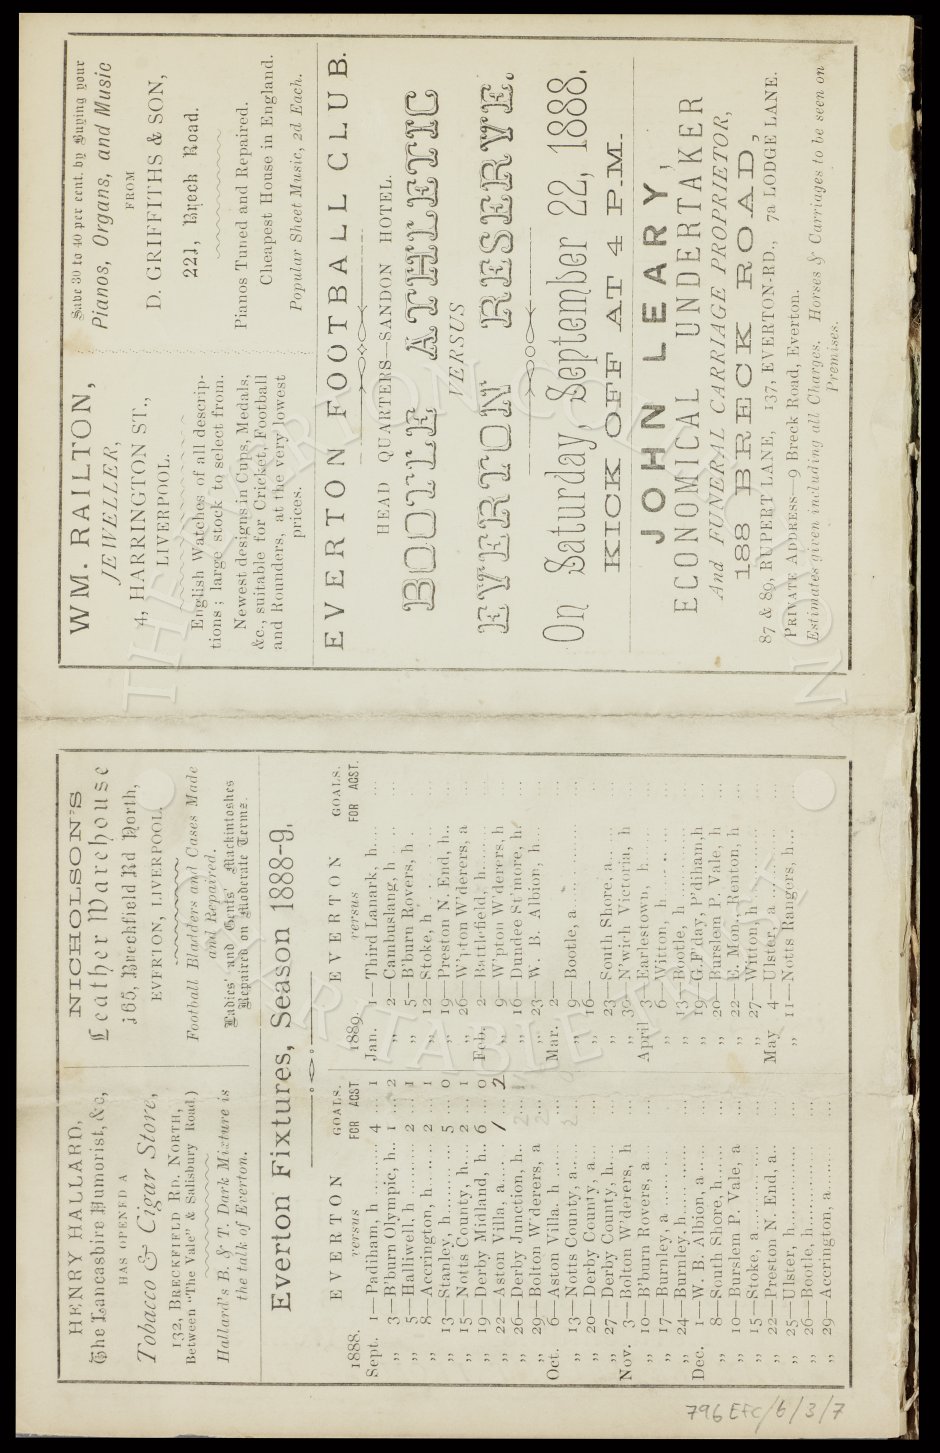 HENRY HALLARD,
The Lancashire Humorist, &c,
HAS OPENED A
Tobacco & Cigar Store,
132, BRECKFIELD RD. NORTH,
Between "The Vale" & Salisbury Road.)
Hallard's B. & T. Dark Mixture is
the talk of Everton.
NICHOLSON'S
Leather Warehouse
165, Breckfield Rd North,
EVERTON, LIVERPOOL.
Football Bladders and Cases Made
and Repaired.
Ladies' and Gents' Mackintoshes
Repaired on Moderate Terms.
Everton Fixtures, Season 1888-9.
EVERTON GOALS.
1888. versus FOR AGST
Sept. 1—Padiham, h ........ 4 ... 1
,, 3—B'burn Olympic, h.. 1 ... 2
,, 5—Halliwell, h ........ 2 ... 1
,, 8—Accrington, h ....... 2 ... 1
,, 13—Stanley, h ......... 5 ... 0
,, 15—Notts County, h.... 2 ... 1
,, 19—Derby Midland, h.. 6 ... 0
,, 22—Aston Villa, a...... 1 ... 2
,, 26—Derby Junction, h..
,, 29—Bolton W'derers, a ...
Oct. 6—Aston Villa. h ....... ...
,, 13—Notts County, a..... 2 ...
,, 20—Derby County, a.... ...
,, 27—Derby County, h.... ...
Nov. 3—Bolton W'derers, h ...
,, 10—B'burn Rovers, a ... ...
,, 17—Burnley, a .......... ...
,, 24—Burnley, h........... ...
Dec. 1—W. B. Albion, a ..... ...
,, 8—South Shore, h....... ...
,, 10—Burslem P. Vale, a ...
,, 15—Stoke, a.............. ...
,, 22—Preston N. End, a.. ...
,, 25—Ulster, h............. ...
,, 26—Bootle, h............. ...
,, 29—Accrington, a........ ...
EVERTON GOALS.
1889. versus FOR AGST.
Jan. 1—Third Lanark, h.... ...
,, 2—Cambuslang, h ..... ...
,, 5—B'burn Rovers, h .. ...
,, 12—Stoke, h ............ ...
,, 19—Preston N. End, h.. ...
,, 26—W'pton W'derers, a ...
Feb. 2—Battlefield, h........ ...
,, 9—W'pton W'derers, h ...
,, 16—Dundee St'more, h. ...
,, 23—W. B. Albion, h.... ...
Mar. 2—
,, 9—Bootle, a............. ...
,, 16—
,, 23—South Shore, a...... ...
,, 30—N'wich Victoria, h ...
April 3—Earlestown, h....... ...
,, 6—Witton, h ........... ...
,, 13—Bootle, h............ ...
,, 19—G.F'day, P'diham,h ...
,, 20—Burslem P. Vale, h ...
,, 22—E. Mon., Renton, h ...
,, 27—Witton, h ........... ...
May 4—Ulster, a ............ ...
,, 11—Notts Rangers, h... ...
WM. RAILTON,
JEWELLER,
4, HARRINGTON ST.,
LIVERPOOL.
English Watches of all descrip-
tions; large stock to select from.
Newest designs in Cups, Medals,
&c., suitable for Cricket, Football
and Rounders, at the very lowest
prices.
Save 30 to 40 per cent. by Buying your
Pianos, Organs, and Music
FROM
D. GRIFFITHS & SON,
221, Breck Road.
Pianos Tuned and Repaired.
Cheapest House in England.
Popular Sheet Music, 2d Each.
EVERTON FOOTBALL CLUB.
HEAD QUARTERS—SANDON HOTEL.
BOOTLE ATHLETIC
VERSUS
EVERTON RESERVE.
On Saturday, September 22, 1888.
KICK OFF AT 4 P.M.
JOHN LEARY,
ECONOMICAL UNDERTAKER
And FUNERAL CARRIAGE PROPRIETOR,
188 BRECK ROAD,
87 & 89, RUPERT LANE, 137, EVERTON-RD., 7a LODGE LANE.
PRIVATE ADDRESS—9 Breck Road, Everton.
Estimates given including all Charges. Horses & Carriages to be seen on
Premises.
796 EFC/6/3/7